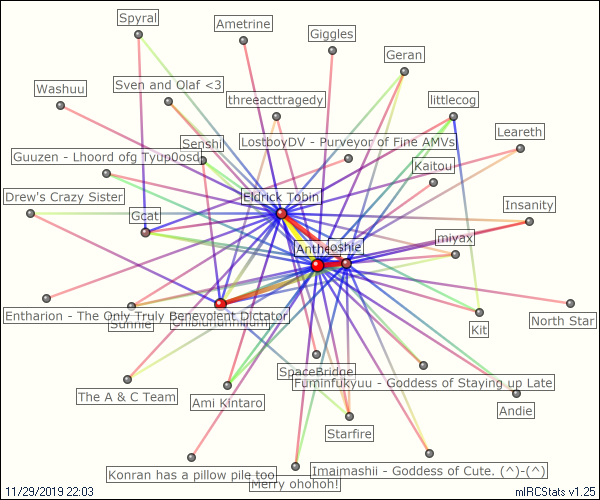 Spyral
Ametrine
Giggles
Geran
Washuu
Sven and Olaf <3
threeacttragedy
littlecog
Leareth
Senshi
LostboyDV - Purveyor of Fine AMVs
Guuzen - Lhoord ofg Tyup0osd
Kaitou
Drew's Crazy Sister
Eldrick Tobin
Insanity
Gcat
miyax
Entharion - The Only Truly Benevolent Dictator
Sunnie
North Star
Kit
SpaceBridge
Fuminfukyuu - Goddess of Staying up Late
The A & C Team
Ami Kintaro
Andie
Starfire
Konran has a pillow pile too
Imaimashii - Goddess of Cute. (^)-(^)
Merry ohohoh!
11/29/2019 22:03
mIRCStats v1.25